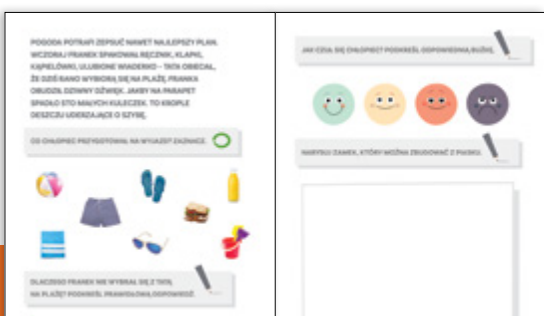 POGODA POTRAFI ZEPSUĆ NAWET NAJLEPSZY PLAN.
WCZORAJ FRANEK SPAKOWAŁ RĘCZNIK, KLAPKI,
KĄPIELÓWKI, ULUBIONE WIADERKO – TATA OBIECAŁ,
ŻE DZIŚ RANO WYBIORĄ SIĘ NA PLAŻĘ. FRANKA
OBUDZIŁ DZIWNY DŹWIĘK. JAKBY NA PARAPET
SPADŁO STO MAŁYCH KULECZEK. TO KROPLE
DESZCZU UDERZAJĄCE O SZYBĘ.
CO CHŁOPIEC PRZYGOTOWAŁ NA WYJAZD? ZAZNACZ.
DLACZEGO FRANEK NIE WYBRAŁ SIĘ Z TATĄ
NA PLAŻĘ? PODKREŚL PRAWIDŁOWĄ ODPOWIEDŹ.
JAK CZUŁ SIĘ CHŁOPIEC? PODKREŚL ODPOWIEDNIĄ BUŹKĘ.
NARYSUJ ZAMEK, KTÓRY MOŻNA ZBUDOWAĆ Z PIASKU.